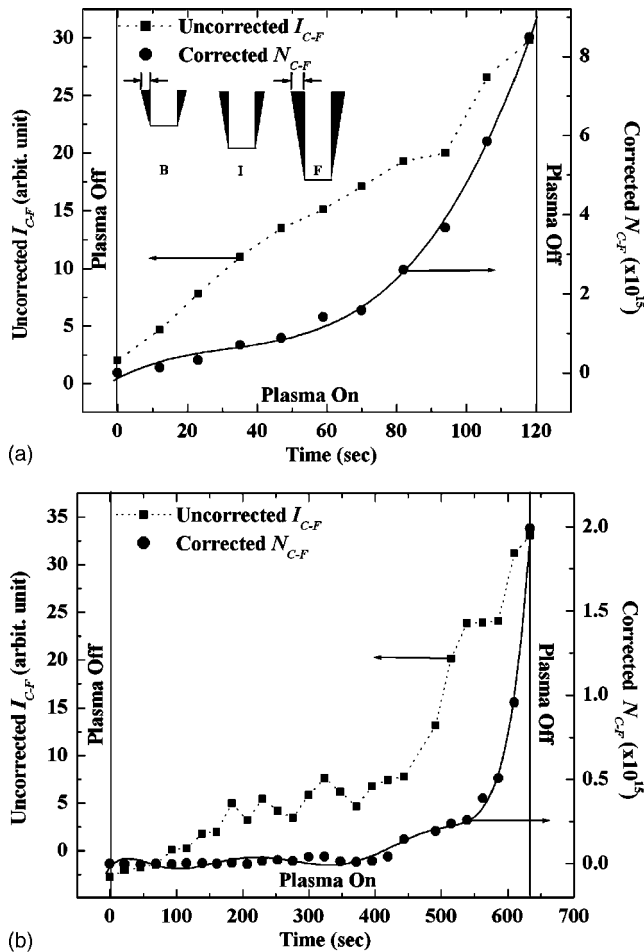 Uncorrected I_C-F
Corrected N_C-F
30
25
20
15
10
5
0
8
6
4
2
0
B
I
F
Plasma Off
Plasma Off
Uncorrected I_C-F (arbit. unit)
Corrected N_C-F (x10^15)
Plasma On
0
20
40
60
80
100
120
Time (sec)
(a)
Uncorrected I_C-F
Corrected N_C-F
35
30
25
20
15
10
5
0
2.0
1.5
1.0
0.5
0.0
Plasma Off
Plasma Off
Uncorrected I_C-F (arbit. unit)
Corrected N_C-F (x10^15)
Plasma On
0
100
200
300
400
500
600
700
Time (sec)
(b)